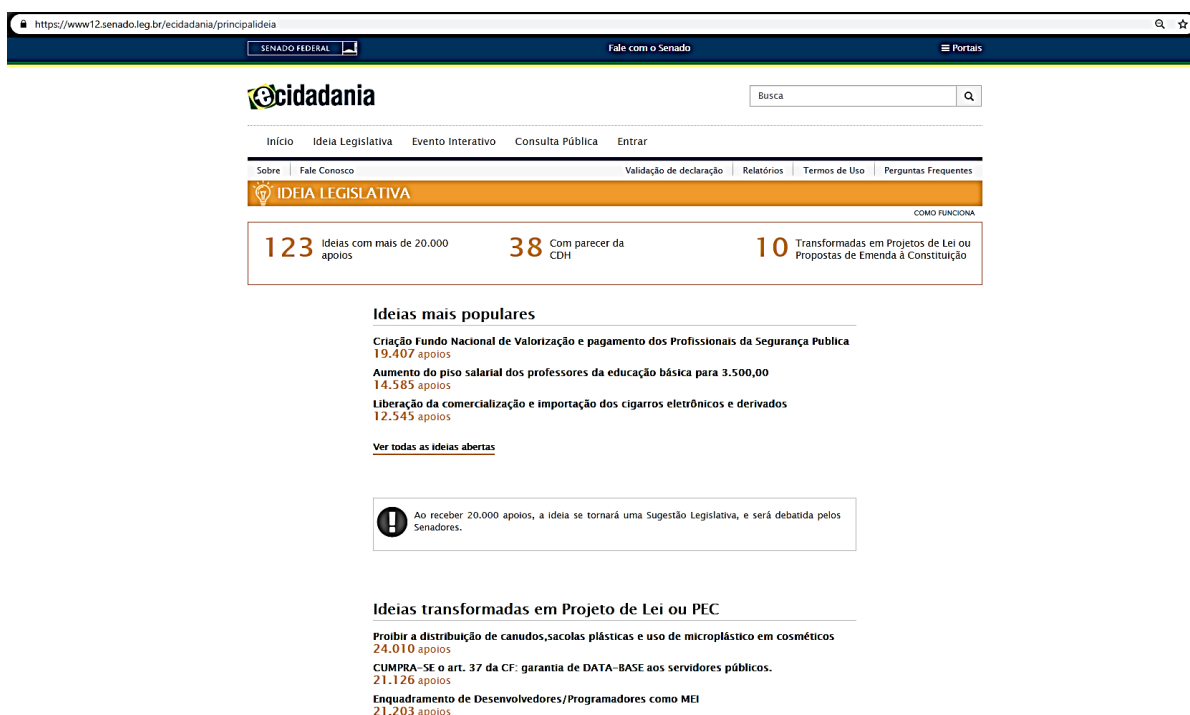 https://www12.senado.leg.br/ecidadania/principalideia
SENADO FEDERAL
Fale com o Senado
Portais
ecidadania
Busca
Início Ideia Legislativa Evento Interativo Consulta Pública Entrar
Sobre Fale Conosco Validação de declaração Relatórios Termos de Uso Perguntas Frequentes
IDEIA LEGISLATIVA
COMO FUNCIONA
123 Ideias com mais de 20.000
apoios
38 Com parecer da
CDH
10 Transformadas em Projetos de Lei ou
Propostas de Emenda à Constituição
Ideias mais populares
Criação Fundo Nacional de Valorização e pagamento dos Profissionais da Segurança Publica
19.407 apoios
Aumento do piso salarial dos professores da educação básica para 3.500,00
14.585 apoios
Liberação da comercialização e importação dos cigarros eletrônicos e derivados
12.545 apoios
Ver todas as ideias abertas
Ao receber 20.000 apoios, a ideia se tornará uma Sugestão Legislativa, e será debatida pelos
Senadores.
Ideias transformadas em Projeto de Lei ou PEC
Proibir a distribuição de canudos,sacolas plásticas e uso de microplástico em cosméticos
24.010 apoios
CUMPRA-SE o art. 37 da CF: garantia de DATA-BASE aos servidores públicos.
21.126 apoios
Enquadramento de Desenvolvedores/Programadores como MEI
21.203 apoios